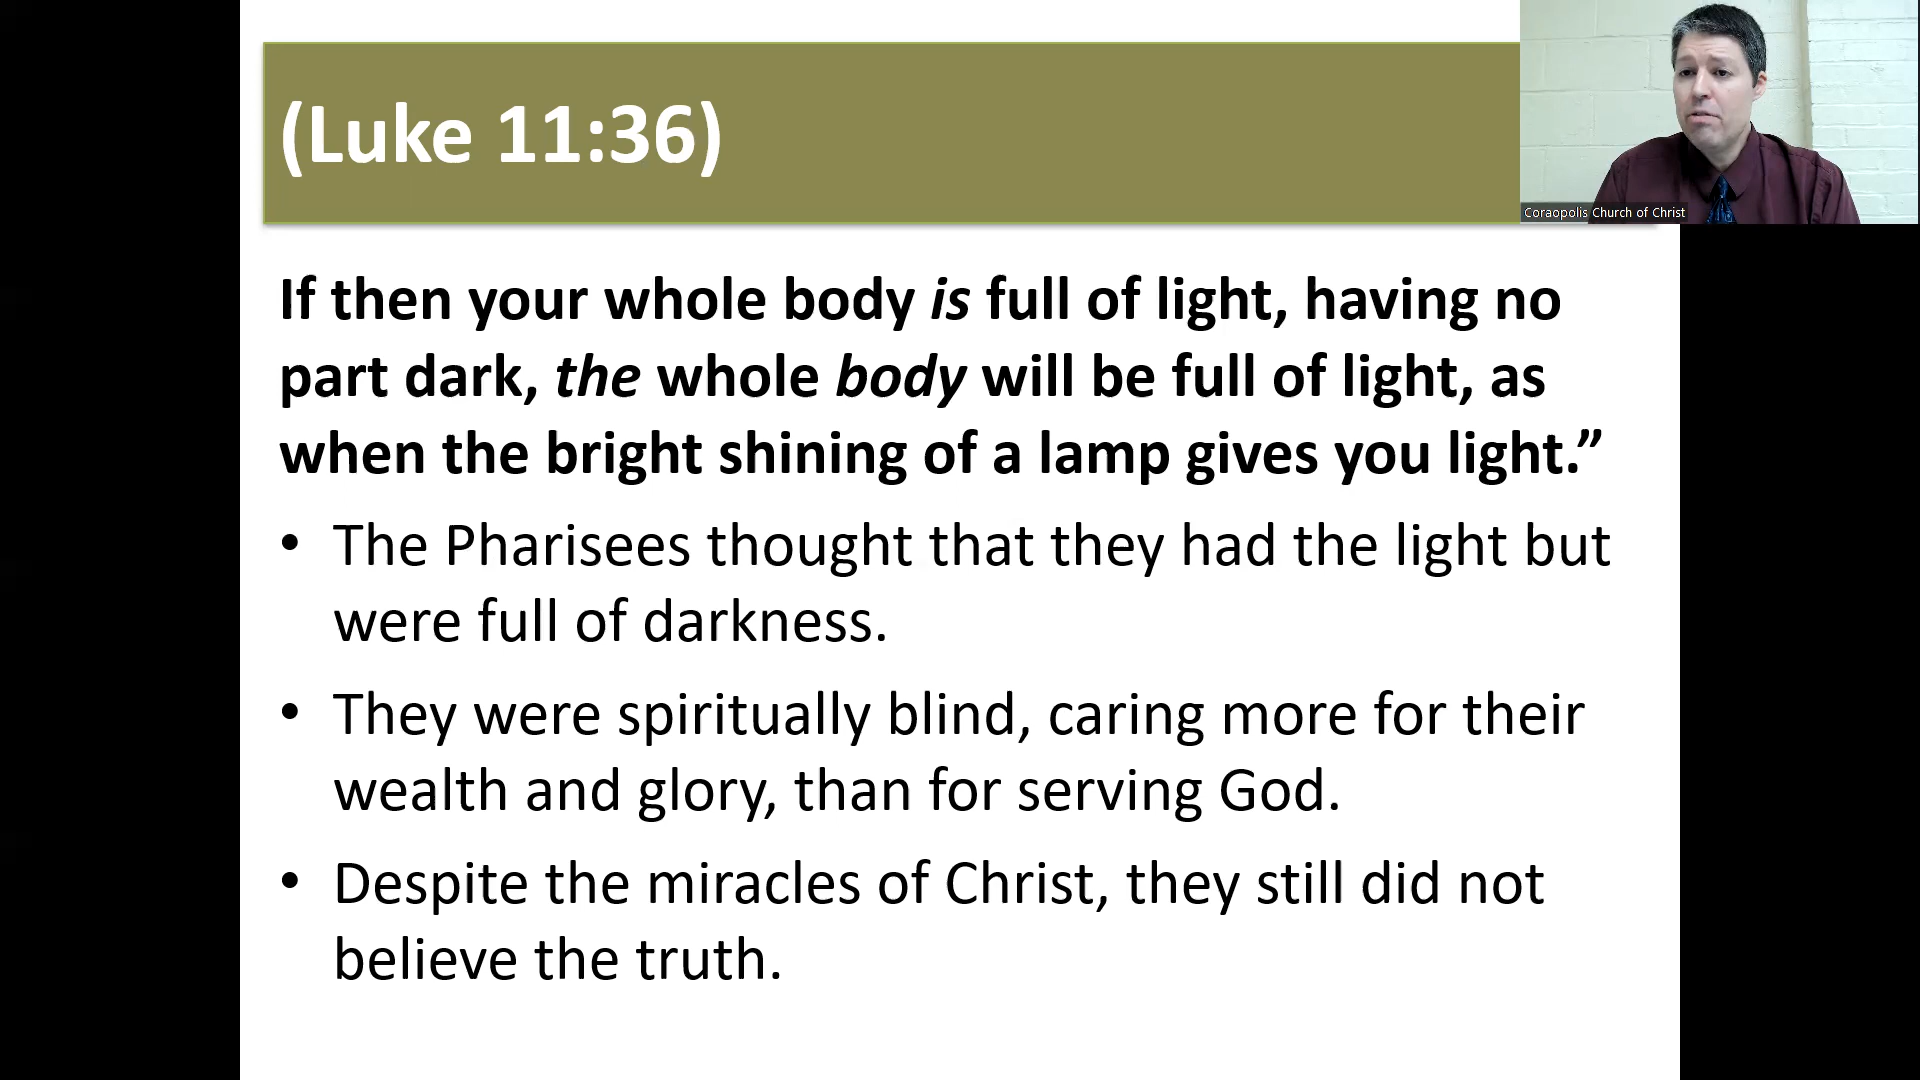 (Luke 11:36)
Coraopolis Church of Christ
If then your whole body is full of light, having no
part dark, the whole body will be full of light, as
when the bright shining of a lamp gives you light.”
• The Pharisees thought that they had the light but
were full of darkness.
• They were spiritually blind, caring more for their
wealth and glory, than for serving God.
• Despite the miracles of Christ, they still did not
believe the truth.